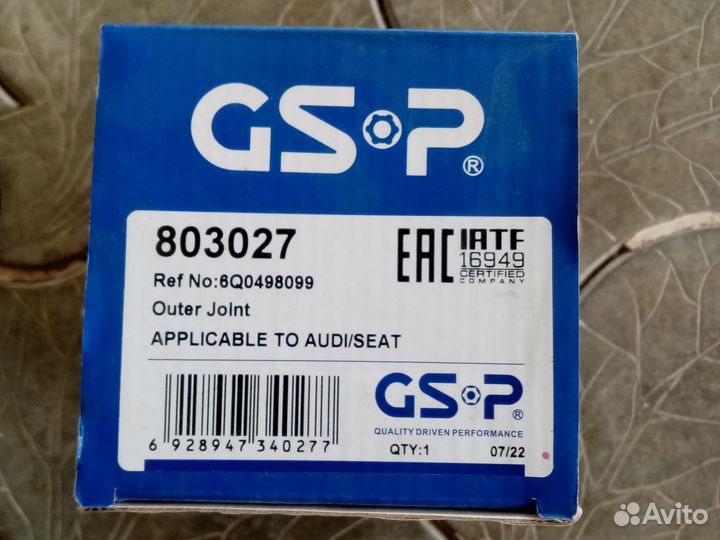 GSP®
803027
EAC
IATF
16949
CERTIFIED
COMPANY
Ref No:6Q0498099
Outer Joint
APPLICABLE TO AUDI/SEAT
6 928947 340277
GSP®
QUALITY DRIVEN PERFORMANCE
QTY:1 07/22
Avito